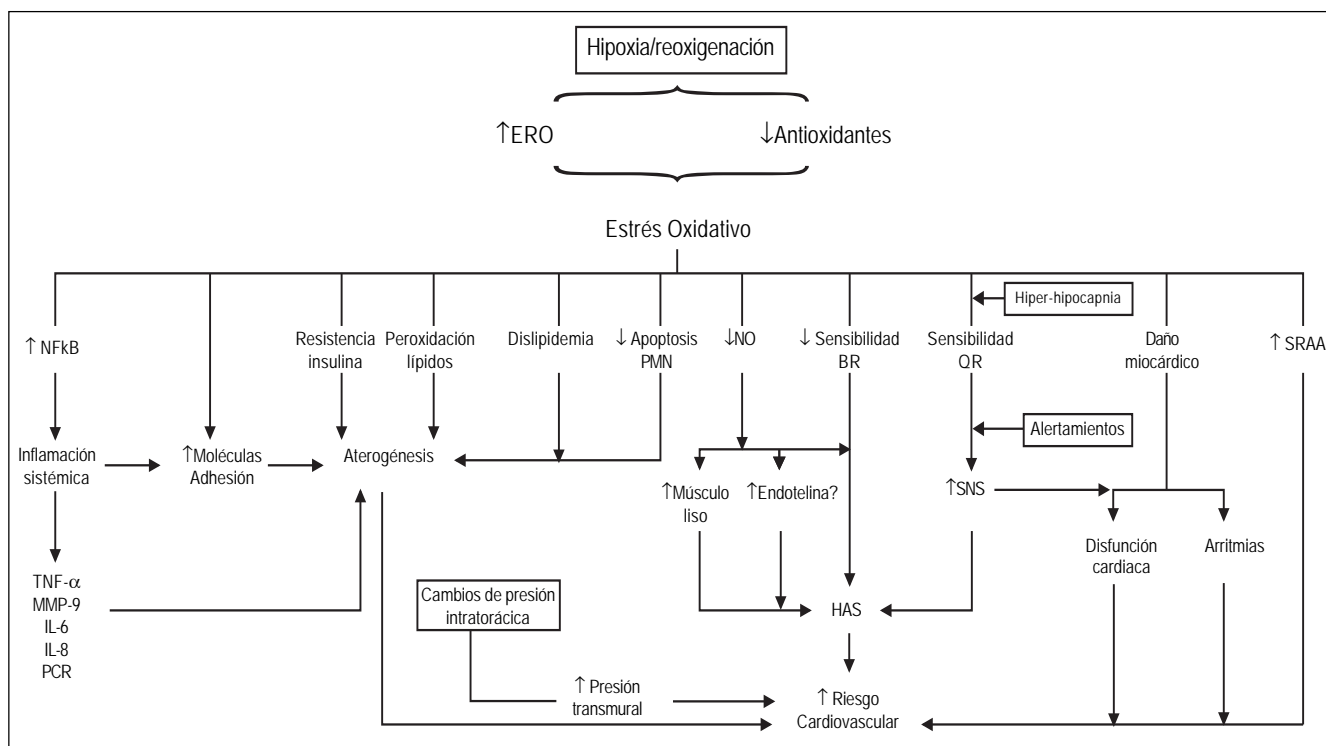 Hipoxia/reoxigenación
↑ERO
↓Antioxidantes
Estrés Oxidativo
Hiper-hipocapnia
↑ NFkB
Resistencia
insulina
Peroxidación
lípidos
Dislipidemia
↓ Apoptosis
PMN
↓NO
↓ Sensibilidad
BR
Sensibilidad
QR
Daño
miocárdico
↑ SRAA
Alertamientos
Inflamación
sistémica
↑Moléculas
Adhesión
Aterogénesis
↑Músculo
liso
↑Endotelina?
↑SNS
Disfunción
cardiaca
Arritmias
TNF-α
MMP-9
IL-6
IL-8
PCR
Cambios de presión
intratorácica
HAS
↑ Presión
transmural
↑ Riesgo
Cardiovascular